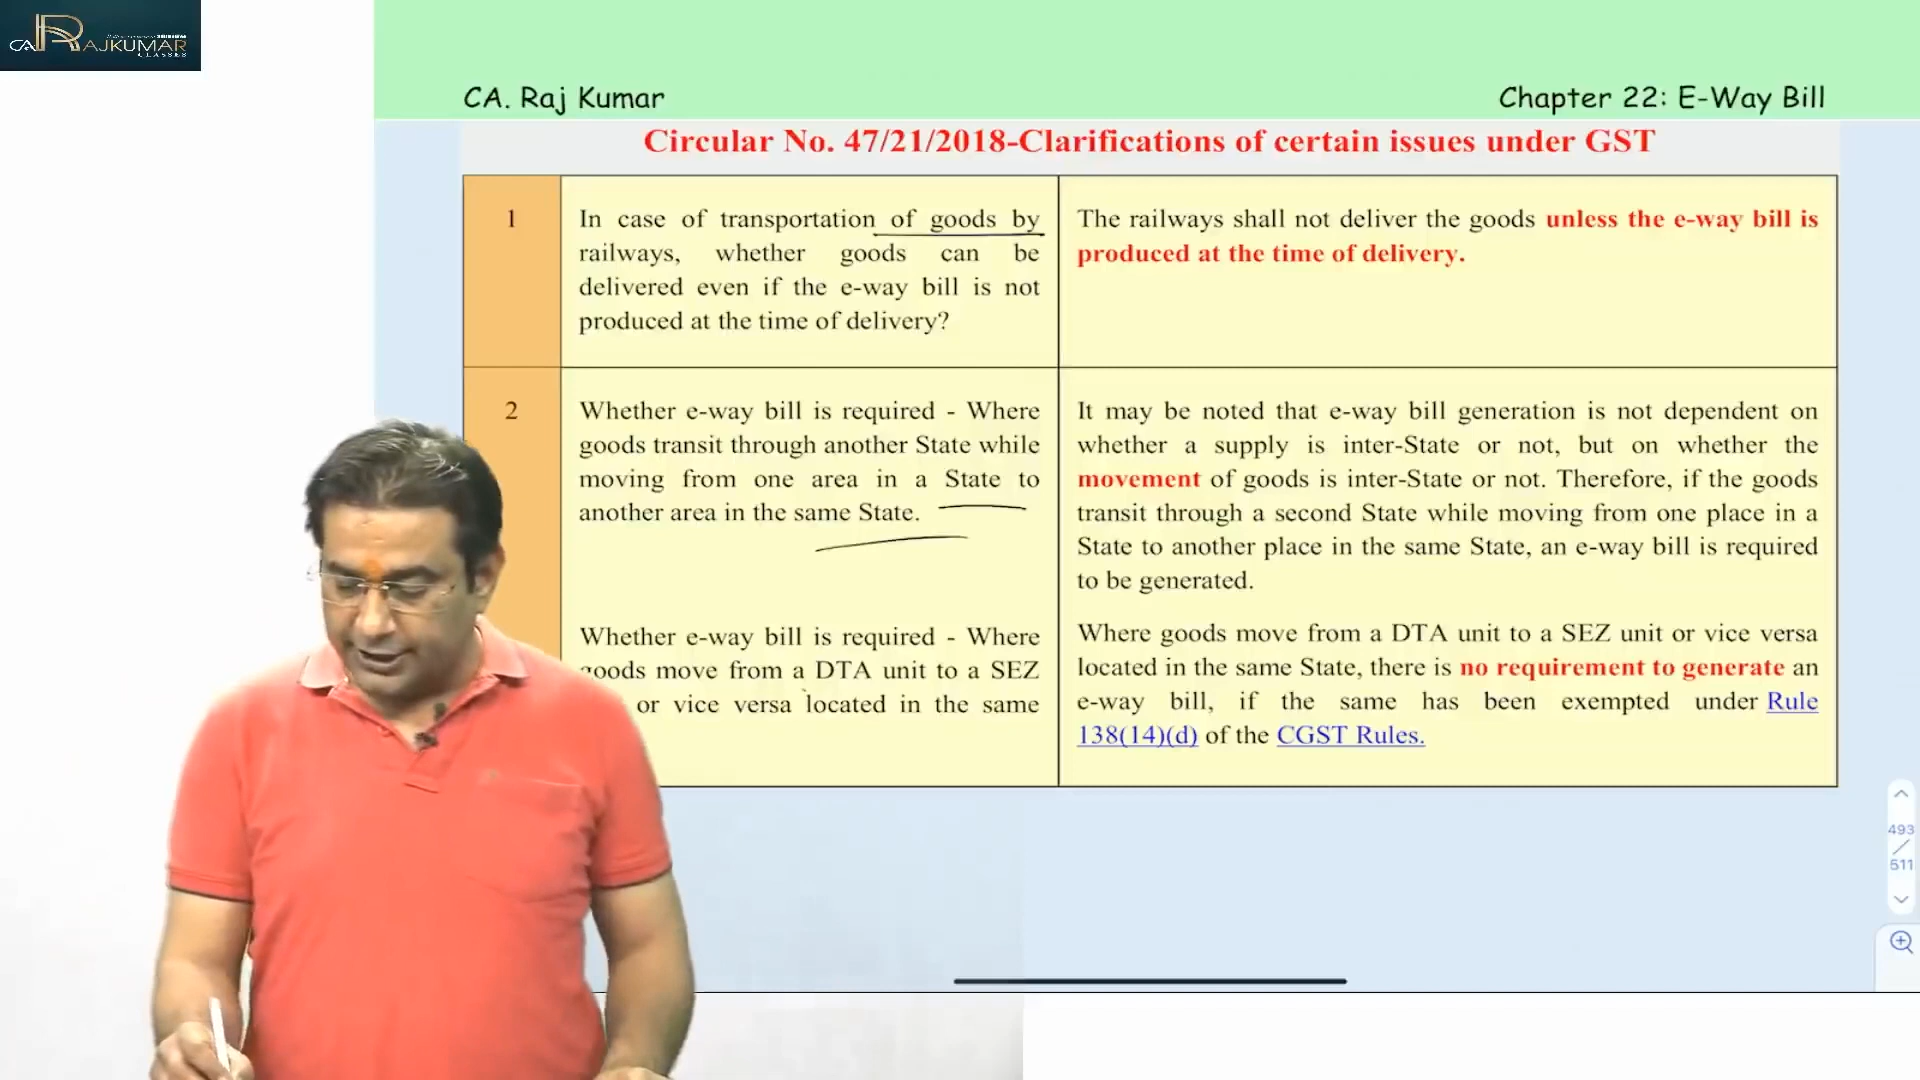 CA RAJKUMAR
CLASSES
CA. Raj Kumar
Chapter 22: E-Way Bill
Circular No. 47/21/2018-Clarifications of certain issues under GST
1
In case of transportation of goods by
railways, whether goods can be
delivered even if the e-way bill is not
produced at the time of delivery?
The railways shall not deliver the goods unless the e-way bill is
produced at the time of delivery.
2
Whether e-way bill is required - Where
goods transit through another State while
moving from one area in a State to
another area in the same State.
It may be noted that e-way bill generation is not dependent on
whether a supply is inter-State or not, but on whether the
movement of goods is inter-State or not. Therefore, if the goods
transit through a second State while moving from one place in a
State to another place in the same State, an e-way bill is required
to be generated.
Whether e-way bill is required - Where
goods move from a DTA unit to a SEZ
or vice versa located in the same
Where goods move from a DTA unit to a SEZ unit or vice versa
located in the same State, there is no requirement to generate an
e-way bill, if the same has been exempted under Rule
138(14)(d) of the CGST Rules.
493
/
511